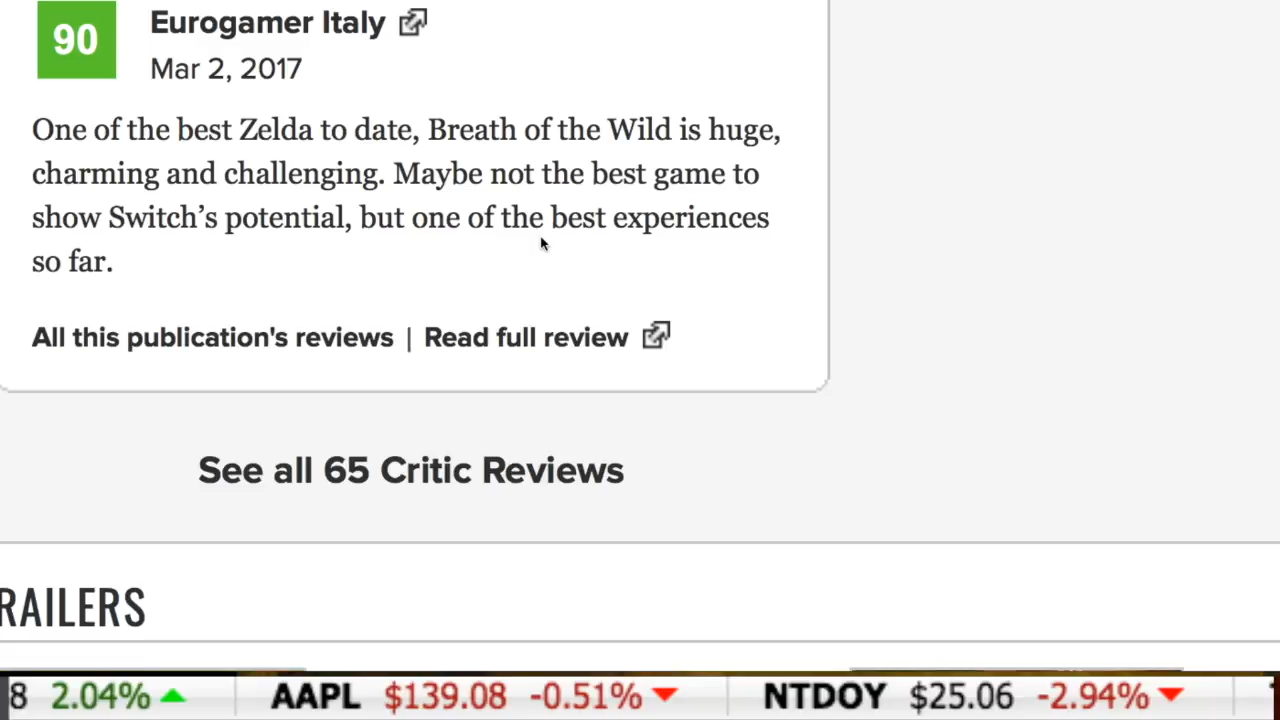 90
Eurogamer Italy
Mar 2, 2017
One of the best Zelda to date, Breath of the Wild is huge,
charming and challenging. Maybe not the best game to
show Switch’s potential, but one of the best experiences
so far.
All this publication's reviews | Read full review
See all 65 Critic Reviews
RAILERS
8 2.04% AAPL $139.08 -0.51% NTDOY $25.06 -2.94%